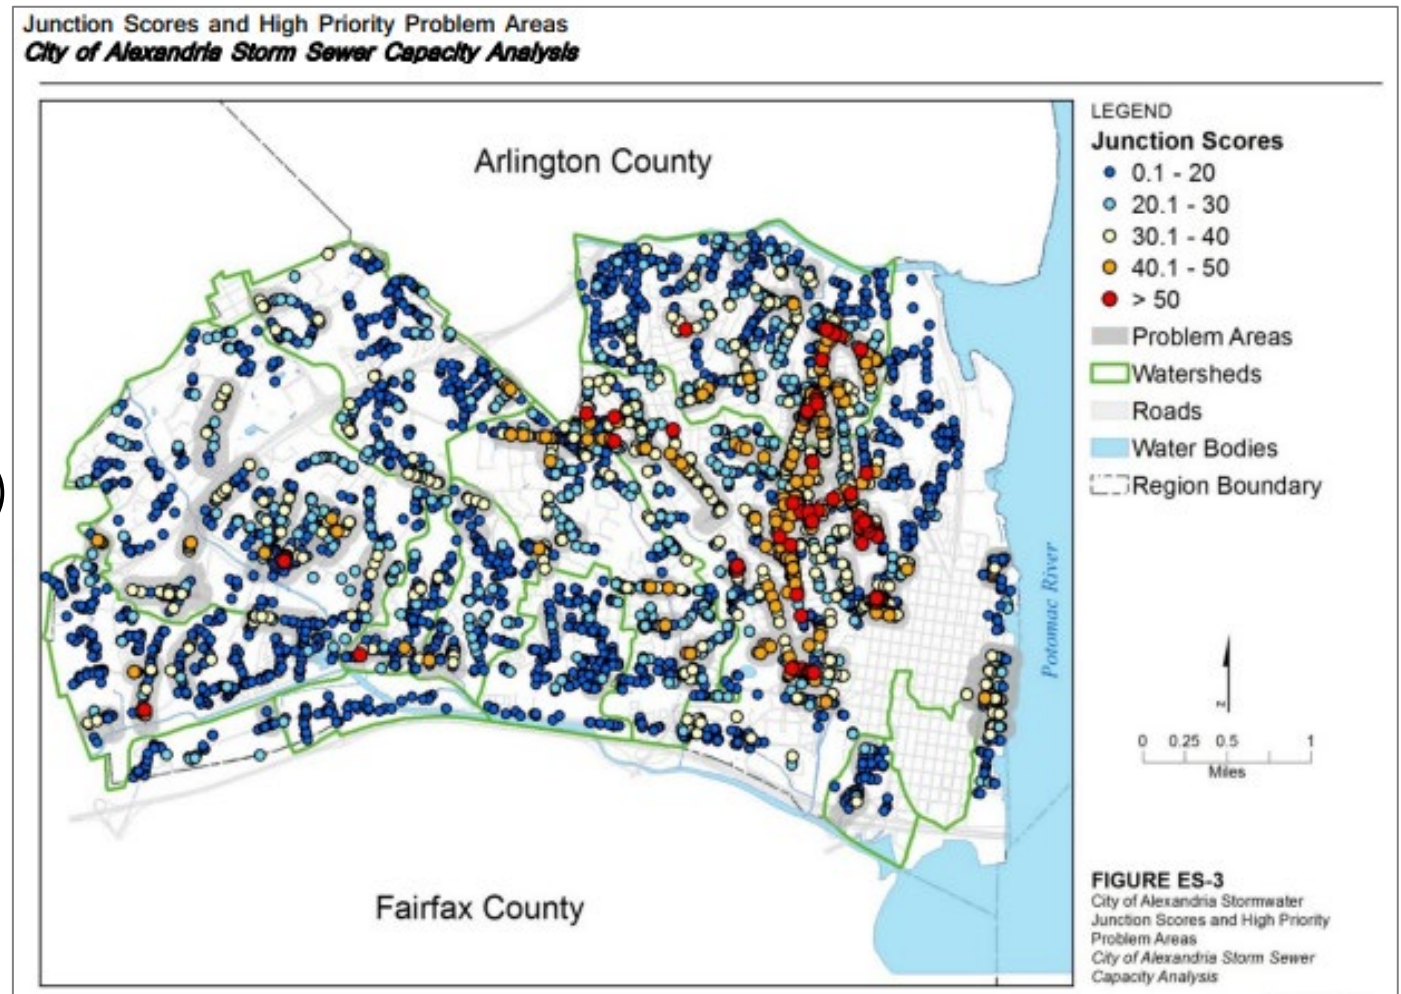 Junction Scores and High Priority Problem Areas
City of Alexandria Storm Sewer Capacity Analysis
Arlington County
LEGEND
Junction Scores
0.1 - 20
20.1 - 30
30.1 - 40
40.1 - 50
> 50
Problem Areas
Watersheds
Roads
Water Bodies
Region Boundary
)
Potomac River
N
0 0.25 0.5 1
Miles
Fairfax County
FIGURE ES-3
City of Alexandria Stormwater
Junction Scores and High Priority
Problem Areas
City of Alexandria Storm Sewer
Capacity Analysis